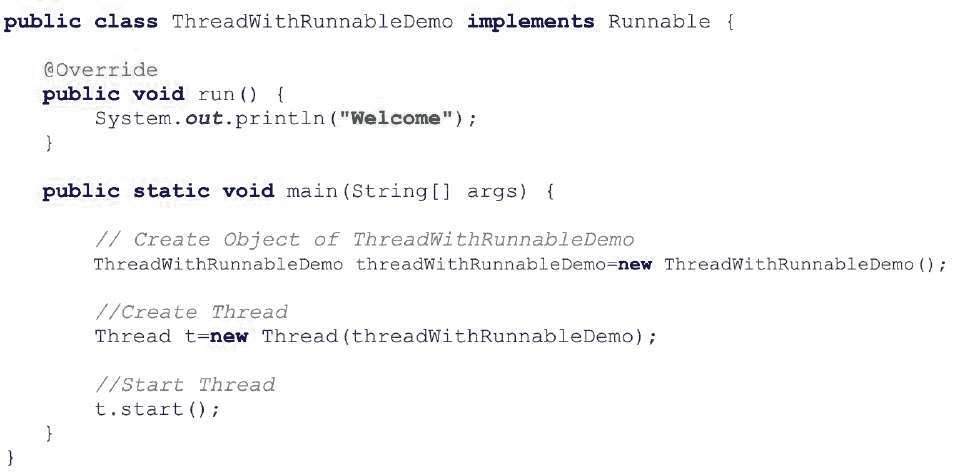 public class ThreadWithRunnableDemo implements Runnable {
@Override
public void run() {
System.out.println("Welcome");
}
public static void main(String[] args) {
// Create Object of ThreadWithRunnableDemo
ThreadWithRunnableDemo threadWithRunnableDemo=new ThreadWithRunnableDemo();
//Create Thread
Thread t=new Thread(threadWithRunnableDemo);
//Start Thread
t.start();
}
}